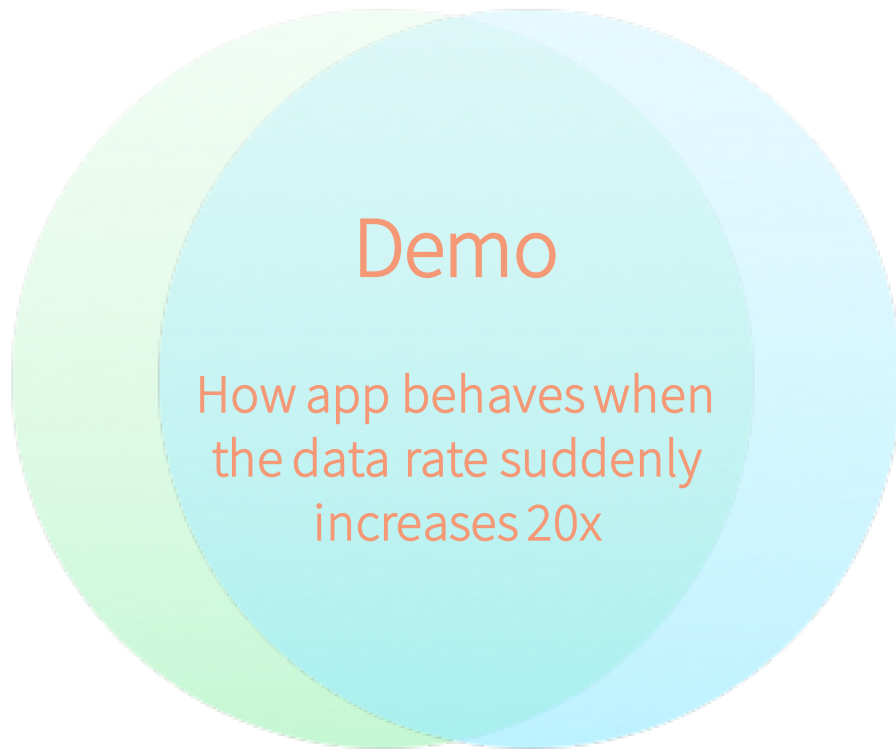 Demo
How app behaves when
the data rate suddenly
increases 20x